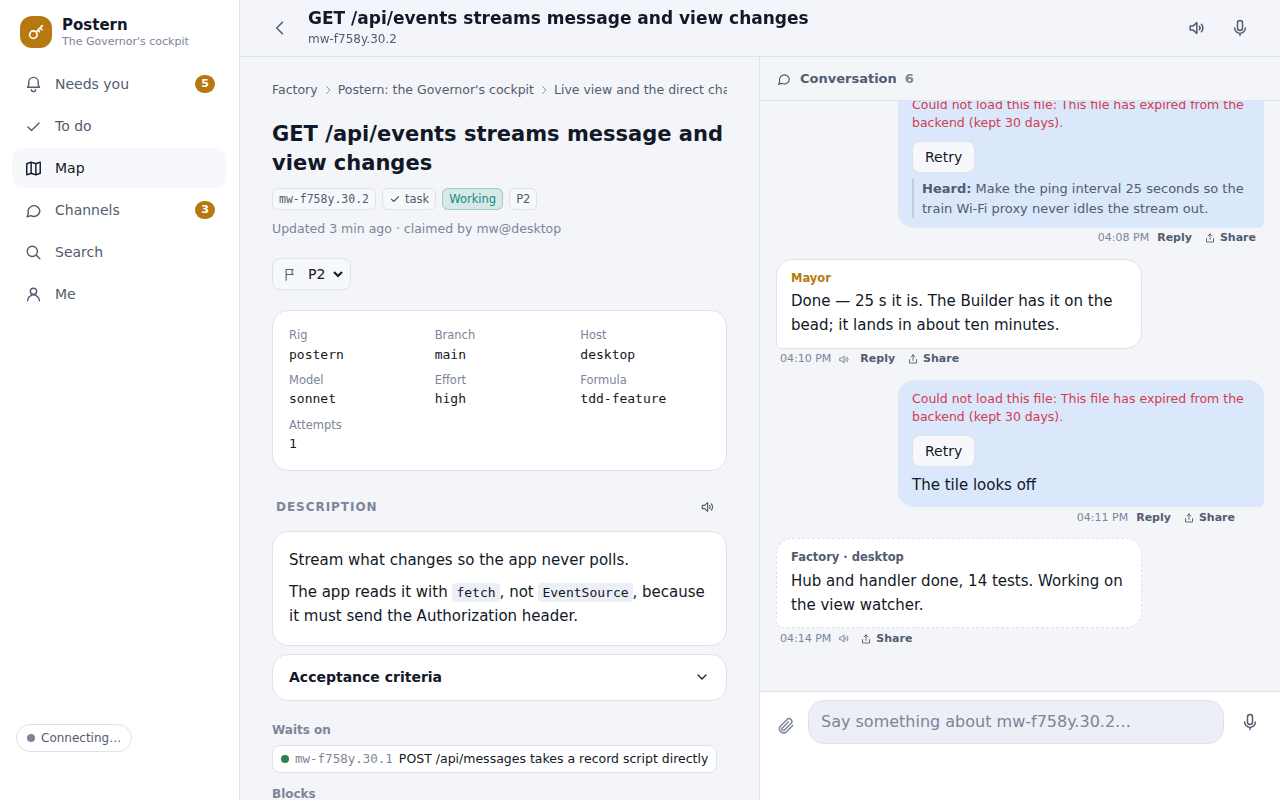 Postern
The Governor's cockpit
Needs you 5
To do
Map
Channels 3
Search
Me
Connecting…
GET /api/events streams message and view changes
mw-f758y.30.2
Factory > Postern: the Governor's cockpit > Live view and the direct cha
GET /api/events streams message and
view changes
mw-f758y.30.2 task Working P2
Updated 3 min ago · claimed by mw@desktop
P2
Rig Branch Host
postern main desktop
Model Effort Formula
sonnet high tdd-feature
Attempts
1
DESCRIPTION
Stream what changes so the app never polls.
The app reads it with fetch, not EventSource, because
it must send the Authorization header.
Acceptance criteria
Waits on
mw-f758y.30.1 POST /api/messages takes a record script directly
Blocks
Conversation 6
Could not load this file: This file has expired from the
backend (kept 30 days).
Retry
Heard: Make the ping interval 25 seconds so the
train Wi-Fi proxy never idles the stream out.
04:08 PM Reply Share
Mayor
Done — 25 s it is. The Builder has it on the
bead; it lands in about ten minutes.
04:10 PM Reply Share
Could not load this file: This file has expired from the
backend (kept 30 days).
Retry
The tile looks off
04:11 PM Reply Share
Factory · desktop
Hub and handler done, 14 tests. Working on
the view watcher.
04:14 PM Share
Say something about mw-f758y.30.2…